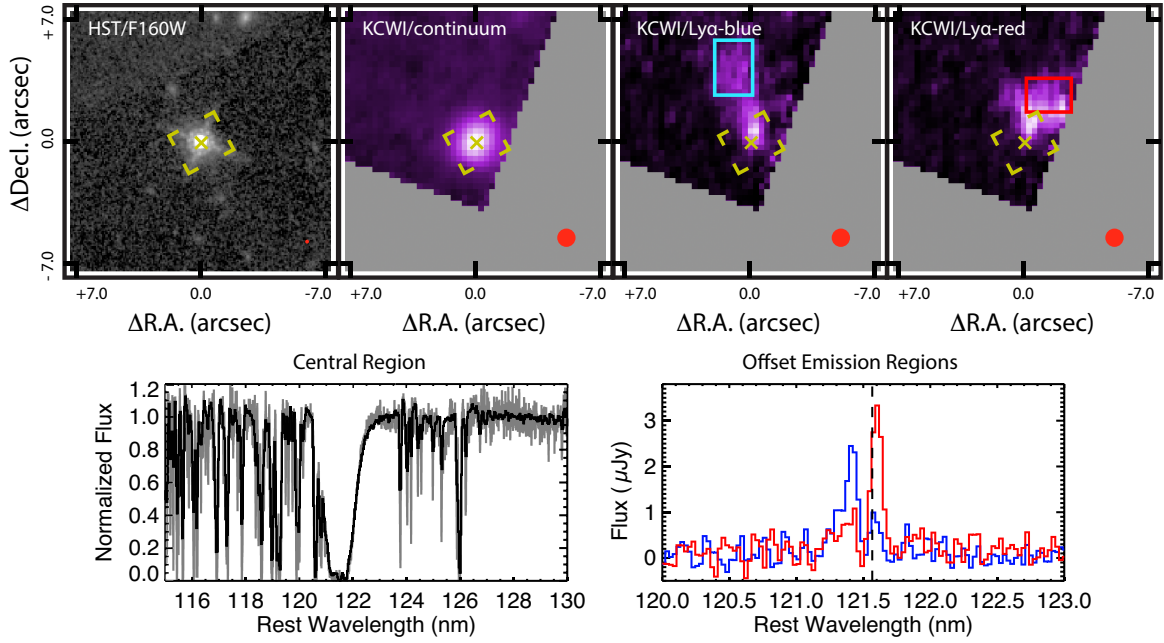 HST/F160W KCWI/continuum KCWI/Lyα-blue KCWI/Lyα-red
+7.0
0.0
-7.0
ΔDecl. (arcsec)
+7.0 0.0 -7.0 +7.0 0.0 -7.0 +7.0 0.0 -7.0 +7.0 0.0 -7.0
ΔR.A. (arcsec) ΔR.A. (arcsec) ΔR.A. (arcsec) ΔR.A. (arcsec)
Central Region
1.2
1.0
0.8
0.6
0.4
0.2
0.0
Normalized Flux
116 118 120 122 124 126 128 130
Rest Wavelength (nm)
Offset Emission Regions
3
2
1
0
Flux (μJy)
120.0 120.5 121.0 121.5 122.0 122.5 123.0
Rest Wavelength (nm)